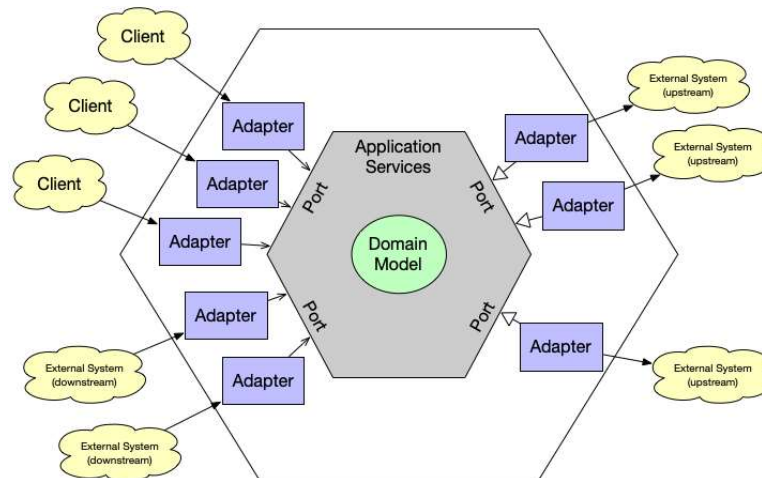 Client
Client
Client
Adapter
Adapter
Adapter
Adapter
Adapter
Port
Port
Application
Services
Domain
Model
Port
Port
Adapter
Adapter
Adapter
External System
(downstream)
External System
(downstream)
External System
(upstream)
External System
(upstream)
External System
(upstream)